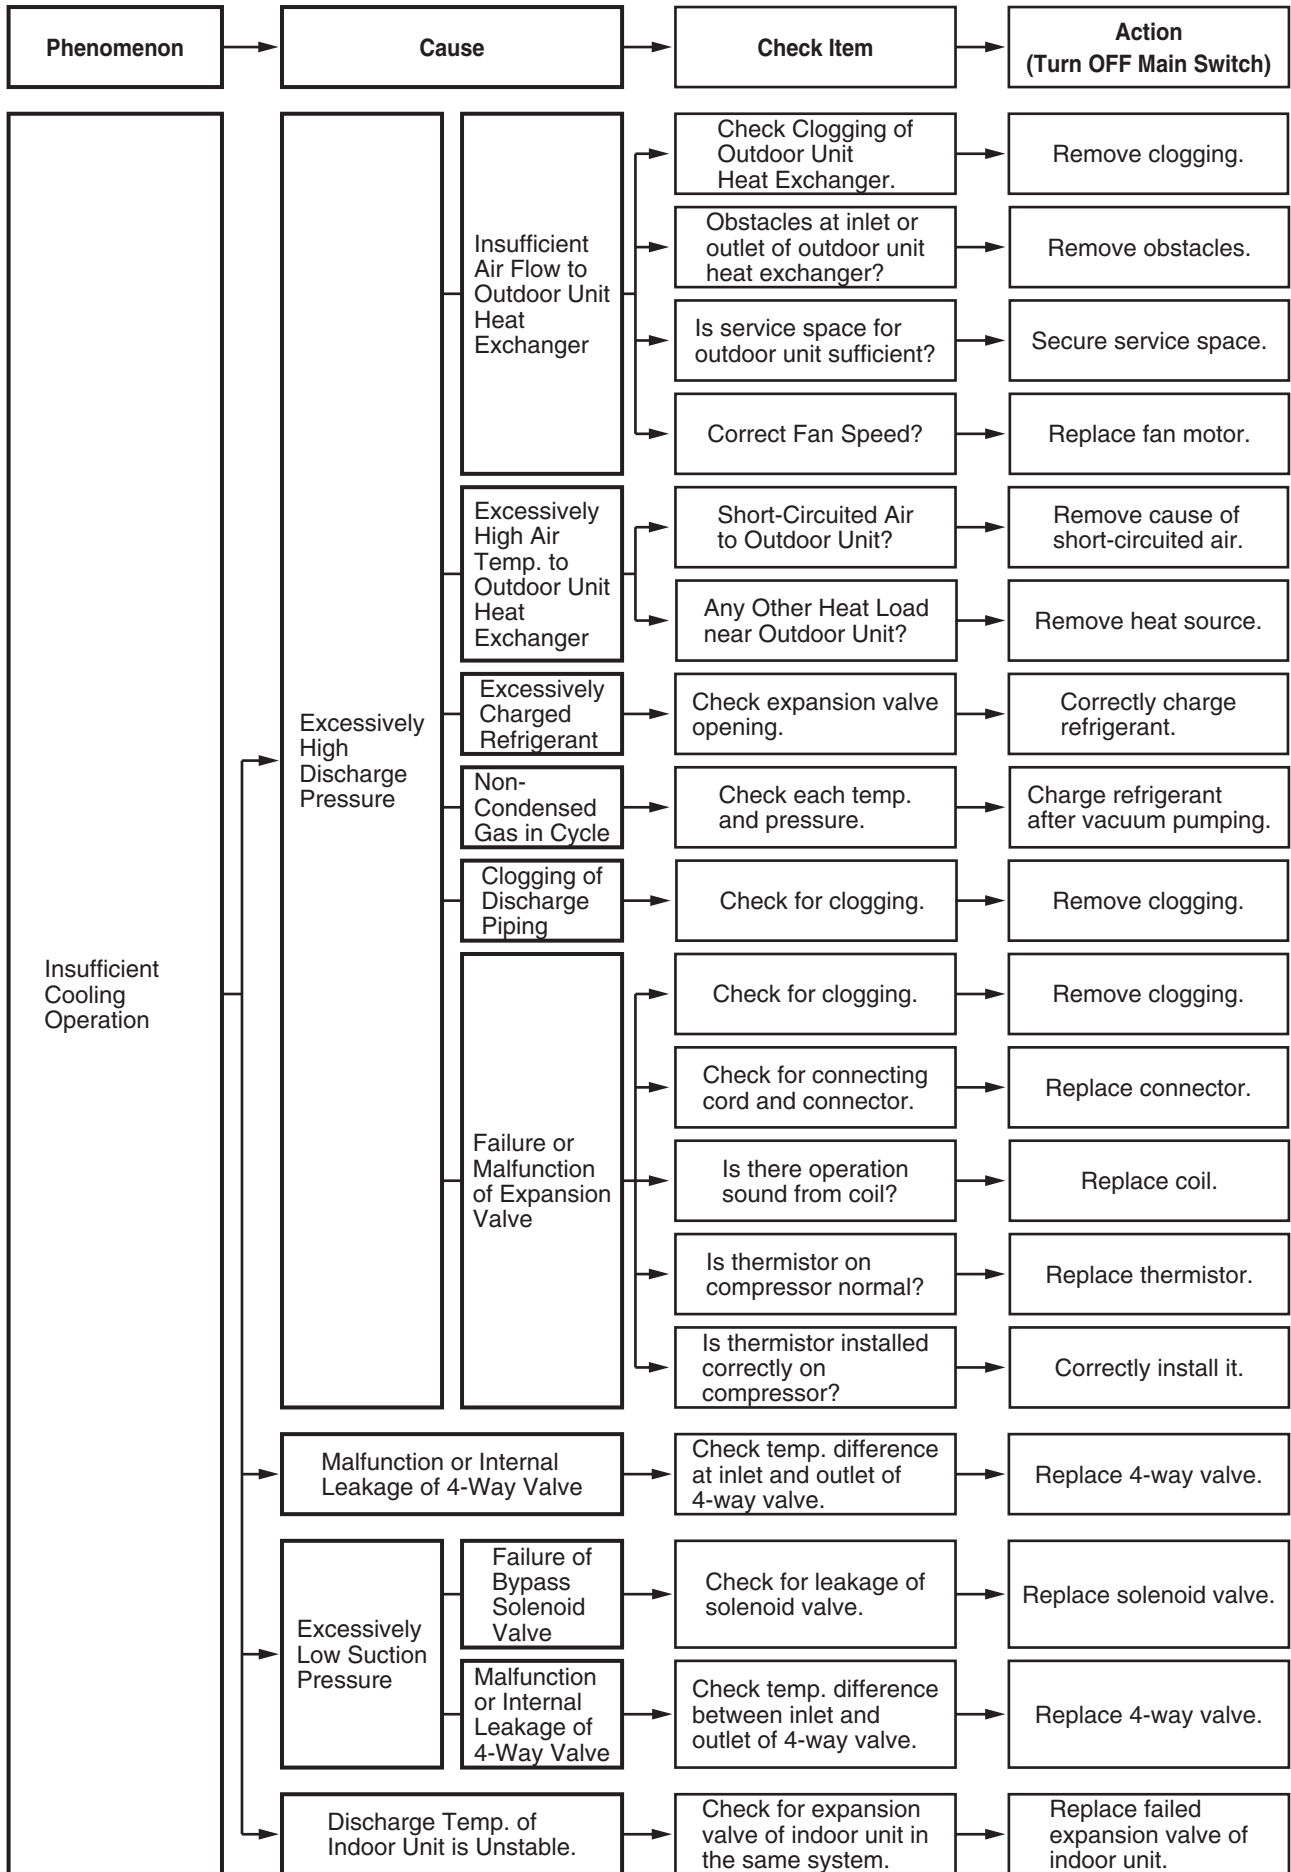 Phenomenon
Cause
Check Item
Action
(Turn OFF Main Switch)
Insufficient
Cooling
Operation
Excessively
High
Discharge
Pressure
Insufficient
Air Flow to
Outdoor Unit
Heat
Exchanger
Check Clogging of
Outdoor Unit
Heat Exchanger.
Remove clogging.
Obstacles at inlet or
outlet of outdoor unit
heat exchanger?
Remove obstacles.
Is service space for
outdoor unit sufficient?
Secure service space.
Correct Fan Speed?
Replace fan motor.
Excessively
High Air
Temp. to
Outdoor Unit
Heat
Exchanger
Short-Circuited Air
to Outdoor Unit?
Remove cause of
short-circuited air.
Any Other Heat Load
near Outdoor Unit?
Remove heat source.
Excessively
Charged
Refrigerant
Check expansion valve
opening.
Correctly charge
refrigerant.
Non-
Condensed
Gas in Cycle
Check each temp.
and pressure.
Charge refrigerant
after vacuum pumping.
Clogging of
Discharge
Piping
Check for clogging.
Remove clogging.
Failure or
Malfunction
of Expansion
Valve
Check for clogging.
Remove clogging.
Check for connecting
cord and connector.
Replace connector.
Is there operation
sound from coil?
Replace coil.
Is thermistor on
compressor normal?
Replace thermistor.
Is thermistor installed
correctly on
compressor?
Correctly install it.
Malfunction or Internal
Leakage of 4-Way Valve
Check temp. difference
at inlet and outlet of
4-way valve.
Replace 4-way valve.
Excessively
Low Suction
Pressure
Failure of
Bypass
Solenoid
Valve
Check for leakage of
solenoid valve.
Replace solenoid valve.
Malfunction
or Internal
Leakage of
4-Way Valve
Check temp. difference
between inlet and
outlet of 4-way valve.
Replace 4-way valve.
Discharge Temp. of
Indoor Unit is Unstable.
Check for expansion
valve of indoor unit in
the same system.
Replace failed
expansion valve of
indoor unit.